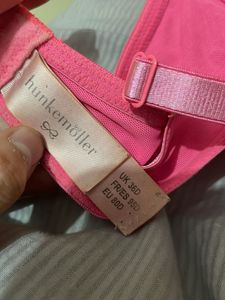 hunkemöller
UK 36D
FR/ES 95D
EU 80D